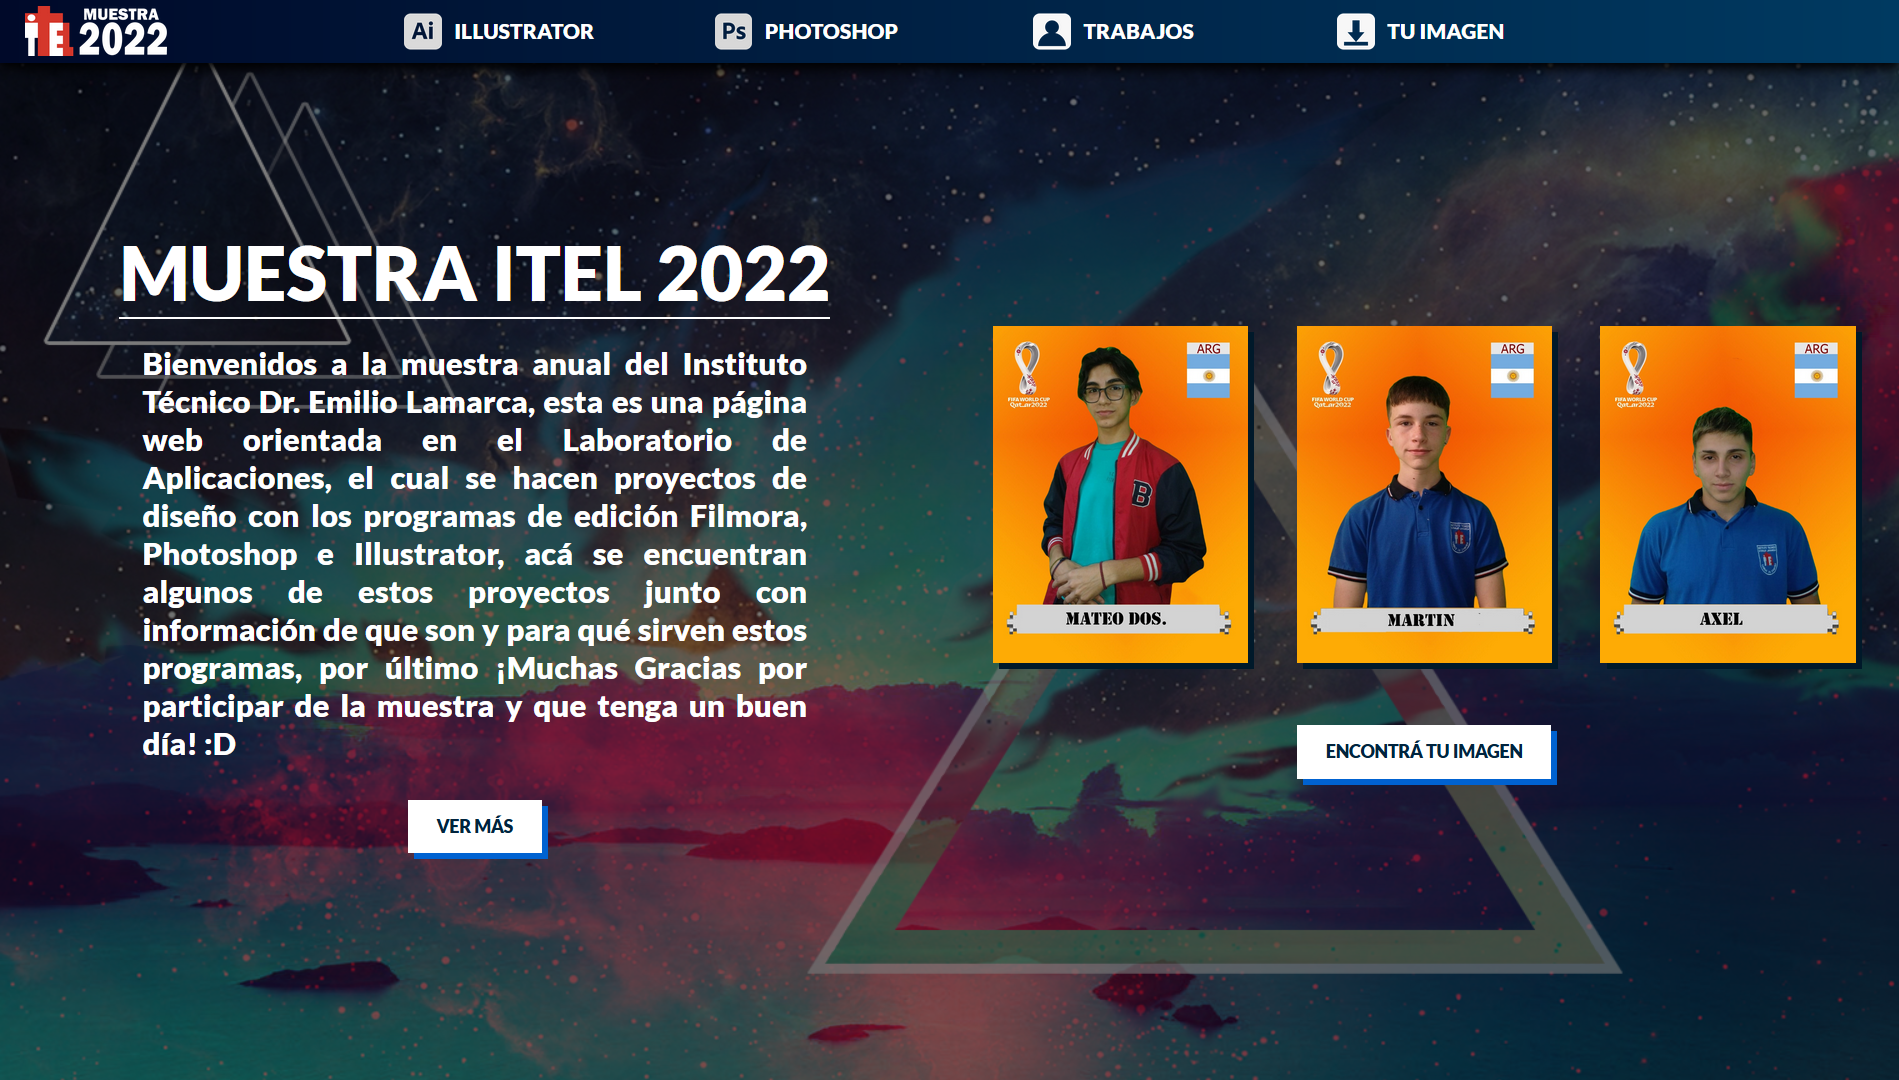 MUESTRA
iTEL 2022
Ai ILLUSTRATOR
Ps PHOTOSHOP
TRABAJOS
TU IMAGEN
MUESTRA ITEL 2022
Bienvenidos a la muestra anual del Instituto
Técnico Dr. Emilio Lamarca, esta es una página
web orientada en el Laboratorio de
Aplicaciones, el cual se hacen proyectos de
diseño con los programas de edición Filmora,
Photoshop e Illustrator, acá se encuentran
algunos de estos proyectos junto con
información de que son y para qué sirven estos
programas, por último ¡Muchas Gracias por
participar de la muestra y que tenga un buen
día! :D
VER MÁS
FIFA WORLD CUP
Qatar2022
ARG
B
MATEO DOS.
FIFA WORLD CUP
Qatar2022
ARG
MARTIN
FIFA WORLD CUP
Qatar2022
ARG
AXEL
ENCONTRÁ TU IMAGEN